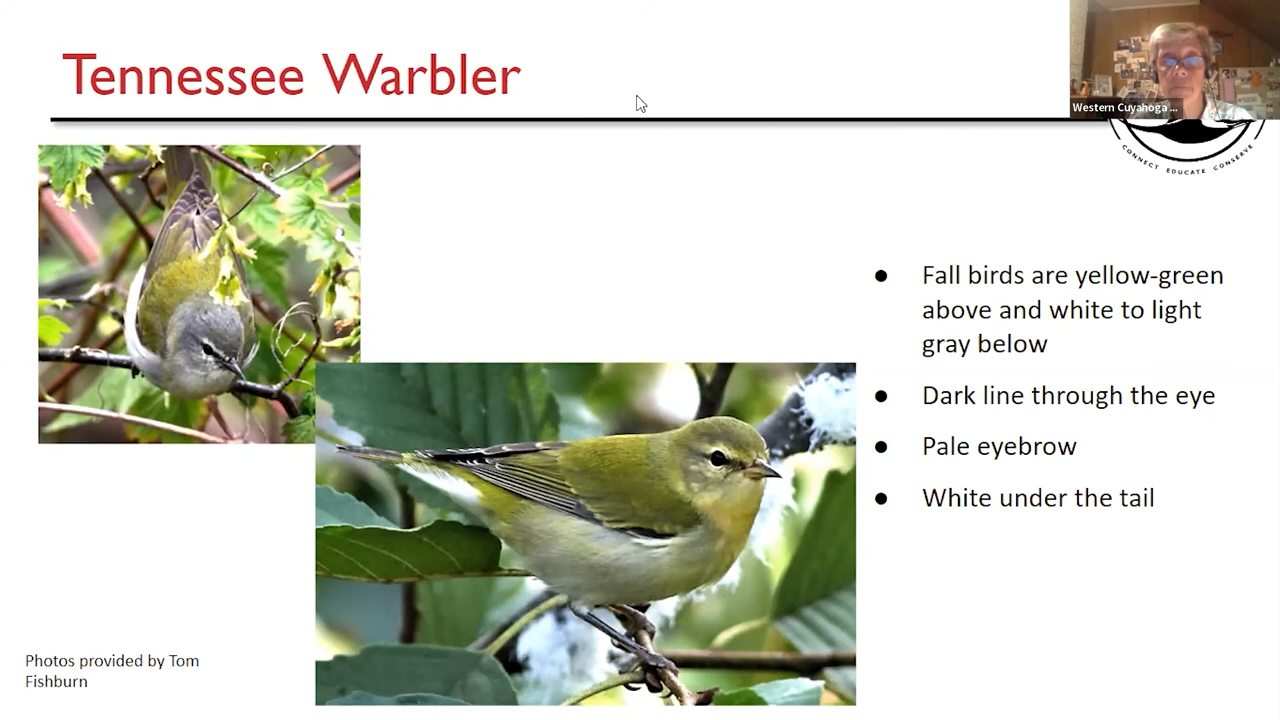 Tennessee Warbler
Western Cuyahoga ...
CONNECT EDUCATE CONSERVE
● Fall birds are yellow-green
above and white to light
gray below
● Dark line through the eye
● Pale eyebrow
● White under the tail
Photos provided by Tom
Fishburn